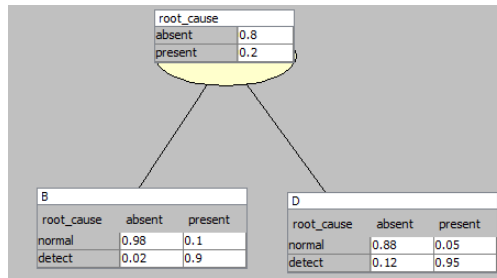 root_cause
absent 0.8
present 0.2
B
root_cause absent present
normal 0.98 0.1
detect 0.02 0.9
D
root_cause absent present
normal 0.88 0.05
detect 0.12 0.95